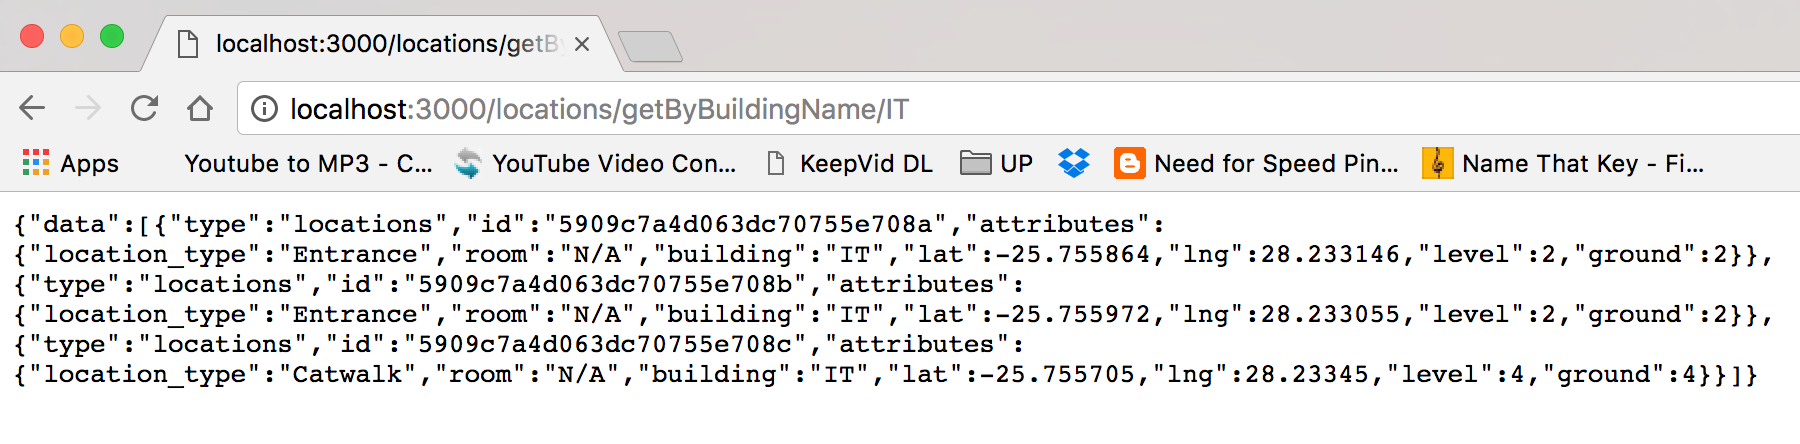 localhost:3000/locations/getB
localhost:3000/locations/getByBuildingName/IT
Apps Youtube to MP3 - C... YouTube Video Con... KeepVid DL UP Need for Speed Pin... Name That Key - Fi...
{"data":[{"type":"locations","id":"5909c7a4d063dc70755e708a","attributes":
{"location_type":"Entrance","room":"N/A","building":"IT","lat":-25.755864,"lng":28.233146,"level":2,"ground":2}},
{"type":"locations","id":"5909c7a4d063dc70755e708b","attributes":
{"location_type":"Entrance","room":"N/A","building":"IT","lat":-25.755972,"lng":28.233055,"level":2,"ground":2}},
{"type":"locations","id":"5909c7a4d063dc70755e708c","attributes":
{"location_type":"Catwalk","room":"N/A","building":"IT","lat":-25.755705,"lng":28.23345,"level":4,"ground":4}}]}